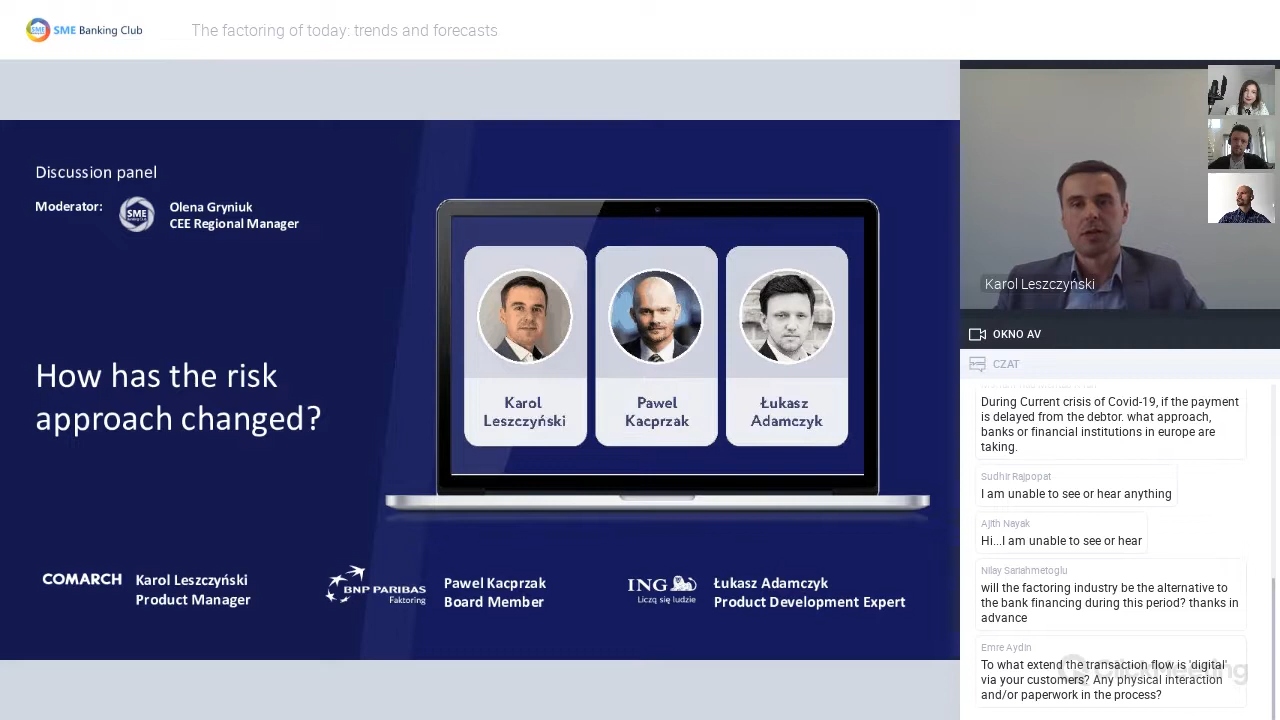 SME
SME Banking Club
The factoring of today: trends and forecasts
Discussion panel
Moderator:
SME
Olena Gryniuk
CEE Regional Manager
How has the risk
approach changed?
Karol
Leszczyński
Pawel
Kacprzak
Łukasz
Adamczyk
COMARCH
Karol Leszczyński
Product Manager
BNP PARIBAS
Faktoring
Pawel Kacprzak
Board Member
ING
Liczą się ludzie
Łukasz Adamczyk
Product Development Expert
Karol Leszczyński
OKNO AV
CZAT
During Current crisis of Covid-19, if the payment
is delayed from the debtor. what approach,
banks or financial institutions in europe are
taking.
Sudhir Rajpopat
I am unable to see or hear anything
Ajith Nayak
Hi...I am unable to see or hear
Nilay Sariahmetoglu
will the factoring industry be the alternative to
the bank financing during this period? thanks in
advance
Emre Aydin
To what extend the transaction flow is 'digital'
via your customers? Any physical interaction
and/or paperwork in the process?